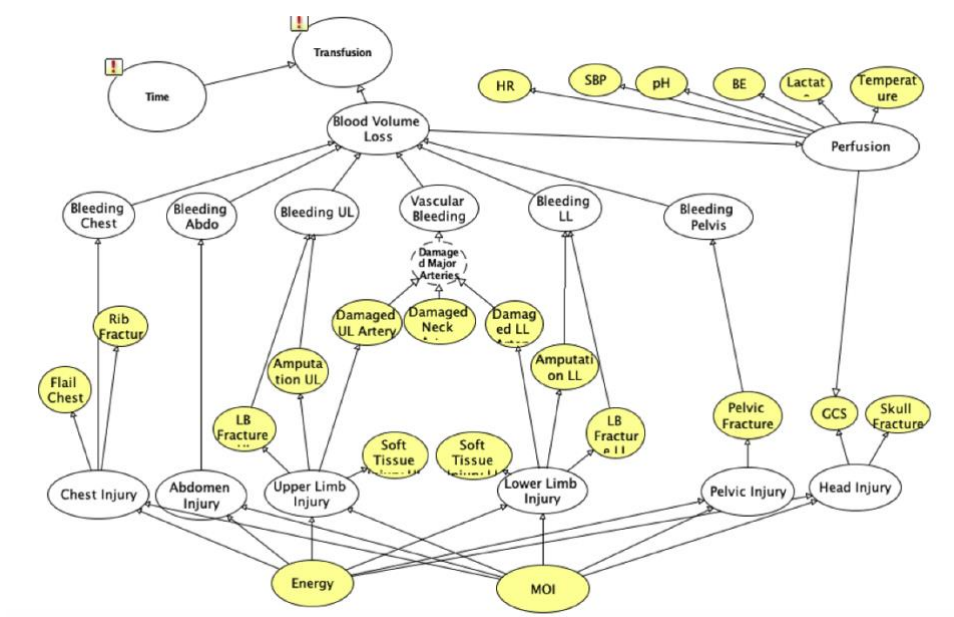 Transfusion
Time
HR
SBP
pH
BE
Lactat
Temperat
ure
Blood Volume
Loss
Perfusion
Bleeding
Chest
Bleeding
Abdo
Bleeding UL
Vascular
Bleeding
Bleeding
LL
Bleeding
Pelvis
Damage
d Major
Arteries
Rib
Fractur
Damaged
UL Artery
Damaged
Neck
Damag
ed LL
Flail
Chest
Amputa
tion UL
Amputati
on LL
LB
Fracture
LB
Fractur
e LL
Soft
Tissue
Soft
Tissue
Pelvic
Fracture
GCS
Skull
Fracture
Chest Injury
Abdomen
Injury
Upper Limb
Injury
Lower Limb
Injury
Pelvic Injury
Head Injury
Energy
MOI